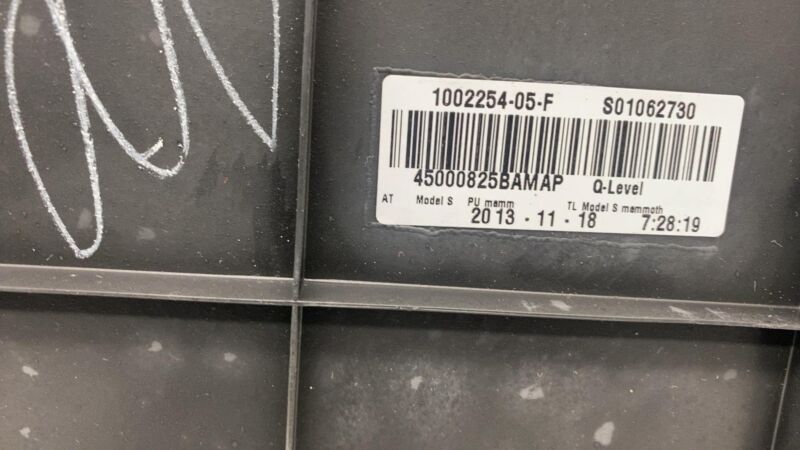 1002254-05-F S01062730
45000825BAMAP Q-Level
AT Model S PU mamm TL Model S mammoth
2013 - 11 - 18 7:28:19